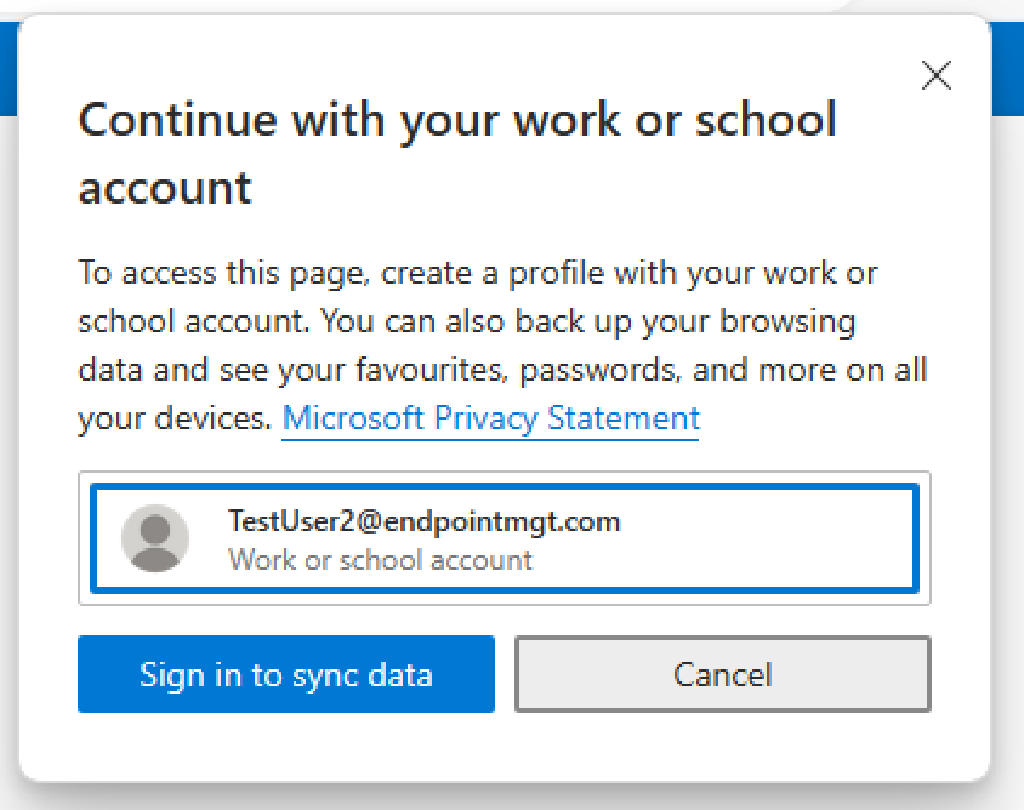 Continue with your work or school
account
To access this page, create a profile with your work or
school account. You can also back up your browsing
data and see your favourites, passwords, and more on all
your devices. Microsoft Privacy Statement
TestUser2@endpointmgt.com
Work or school account
Sign in to sync data
Cancel